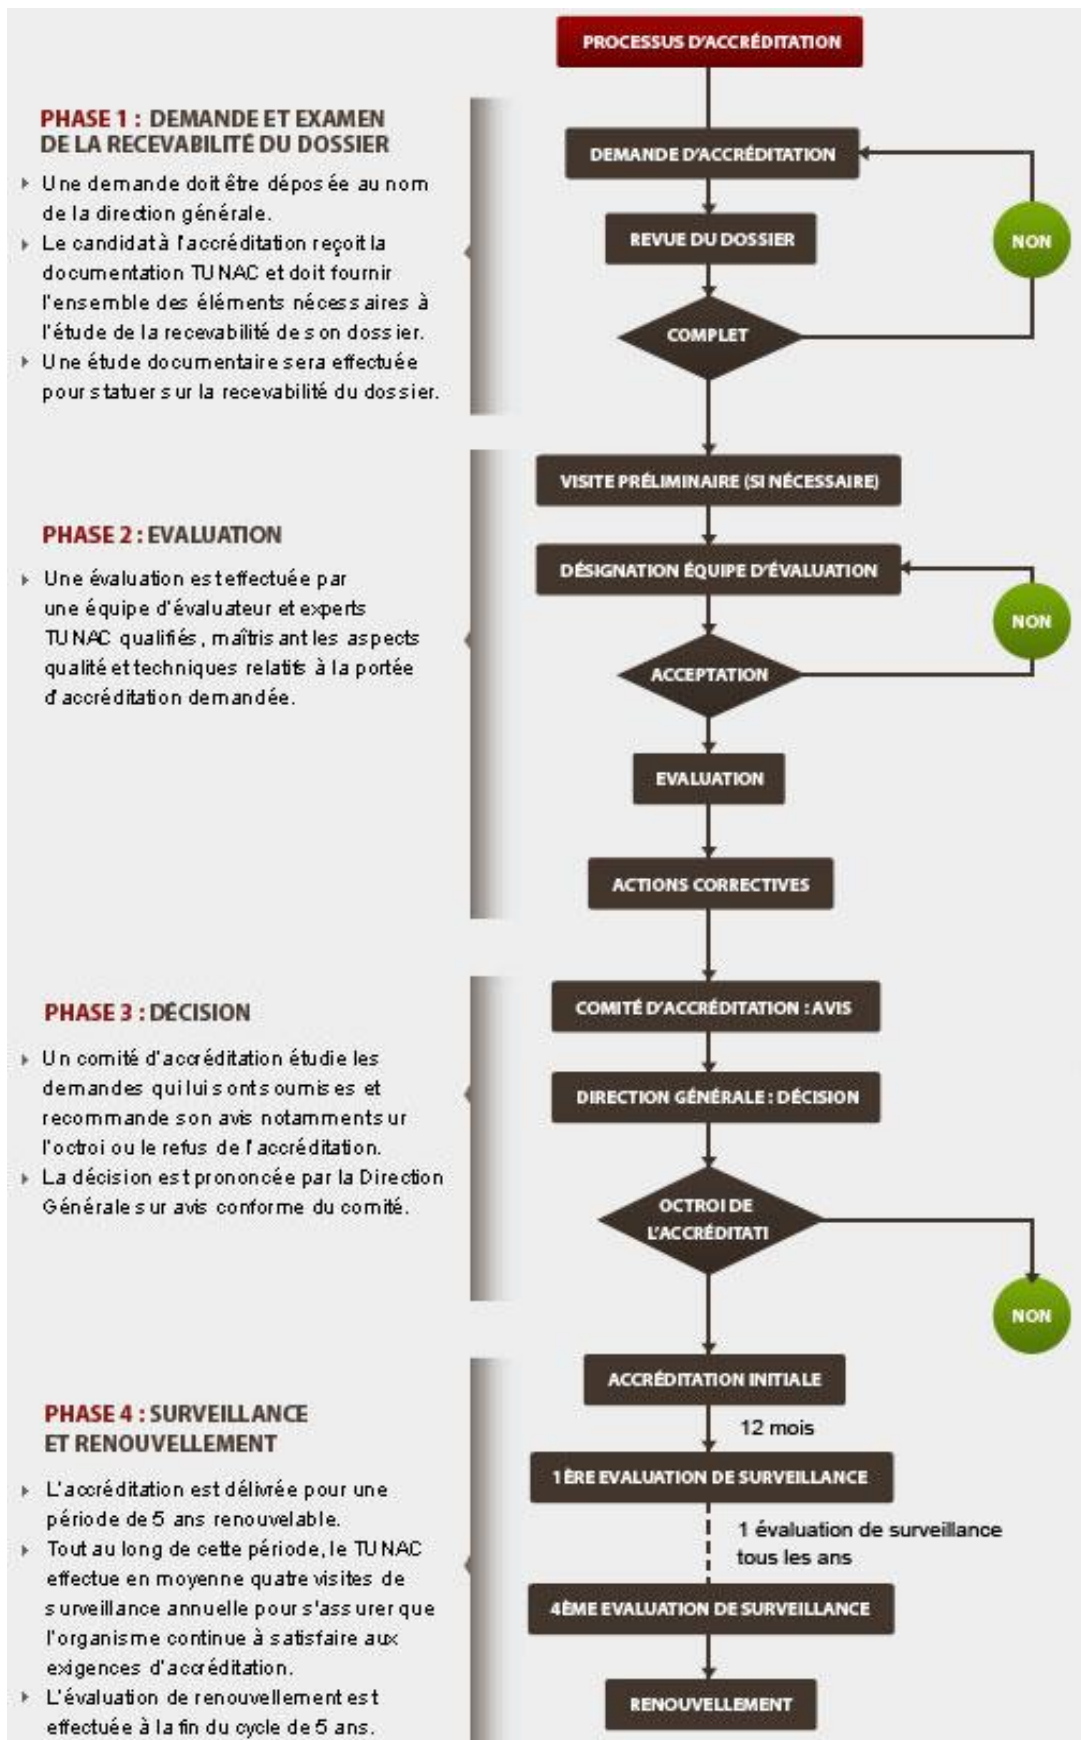 PROCESSUS D'ACCRÉDITATION
PHASE 1 : DEMANDE ET EXAMEN
DE LA RECEVABILITÉ DU DOSSIER
Une demande doit être déposée au nom
de la direction générale.
Le candidat à l'accréditation reçoit la
documentation TUNAC et doit fournir
l'ensemble des éléments nécessaires à
l'étude de la recevabilité de son dossier.
Une étude documentaire sera effectuée
pour statuer sur la recevabilité du dossier.
DEMANDE D'ACCRÉDITATION
REVUE DU DOSSIER
NON
COMPLET
PHASE 2 : EVALUATION
Une évaluation est effectuée par
une équipe d'évaluateur et experts
TUNAC qualifiés, maîtrisant les aspects
qualité et techniques relatifs à la portée
d'accréditation demandée.
VISITE PRÉLIMINAIRE (SI NÉCESSAIRE)
DÉSIGNATION ÉQUIPE D'ÉVALUATION
NON
ACCEPTATION
EVALUATION
ACTIONS CORRECTIVES
PHASE 3 : DÉCISION
Un comité d'accréditation étudie les
demandes qui lui sont soumises et
recommande son avis notamment sur
l'octroi ou le refus de l'accréditation.
La décision est prononcée par la Direction
Générale sur avis conforme du comité.
COMITÉ D'ACCRÉDITATION : AVIS
DIRECTION GÉNÉRALE : DÉCISION
OCTROI DE
L'ACCRÉDITATI
NON
PHASE 4 : SURVEILLANCE
ET RENOUVELLEMENT
L'accréditation est délivrée pour une
période de 5 ans renouvelable.
Tout au long de cette période, le TUNAC
effectue en moyenne quatre visites de
surveillance annuelle pour s'assurer que
l'organisme continue à satisfaire aux
exigences d'accréditation.
L'évaluation de renouvellement est
effectuée à la fin du cycle de 5 ans.
ACCRÉDITATION INITIALE
12 mois
1ÈRE EVALUATION DE SURVEILLANCE
1 évaluation de surveillance
tous les ans
4ÈME EVALUATION DE SURVEILLANCE
RENOUVELLEMENT